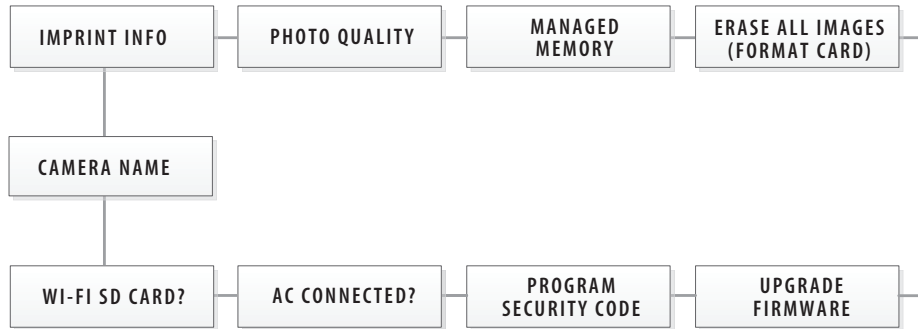 IMPRINT INFO
PHOTO QUALITY
MANAGED
MEMORY
ERASE ALL IMAGES
(FORMAT CARD)
CAMERA NAME
WI-FI SD CARD?
AC CONNECTED?
PROGRAM
SECURITY CODE
UPGRADE
FIRMWARE